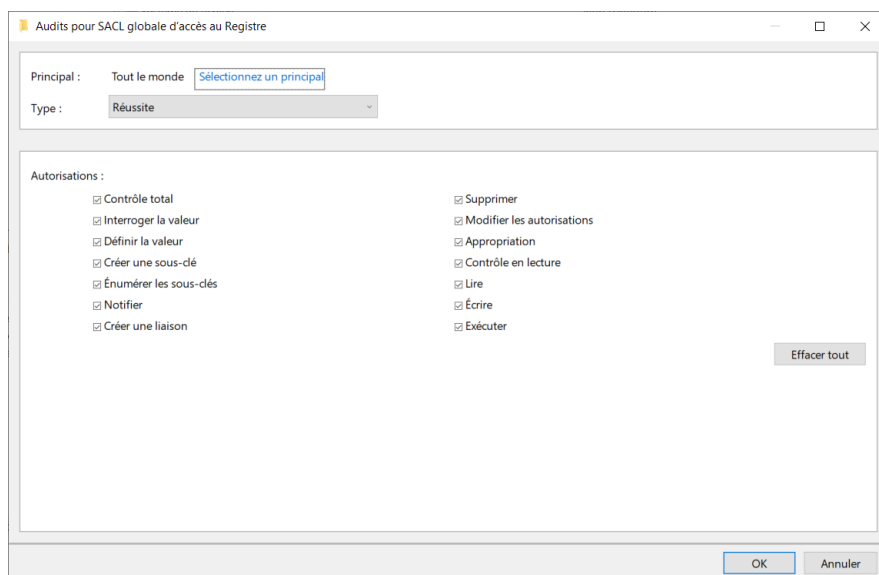 Audits pour SACL globale d'accès au Registre
Principal : Tout le monde Sélectionnez un principal
Type : Réussite
Autorisations :
Contrôle total Supprimer
Interroger la valeur Modifier les autorisations
Définir la valeur Appropriation
Créer une sous-clé Contrôle en lecture
Énumérer les sous-clés Lire
Notifier Écrire
Créer une liaison Exécuter
Effacer tout
OK Annuler